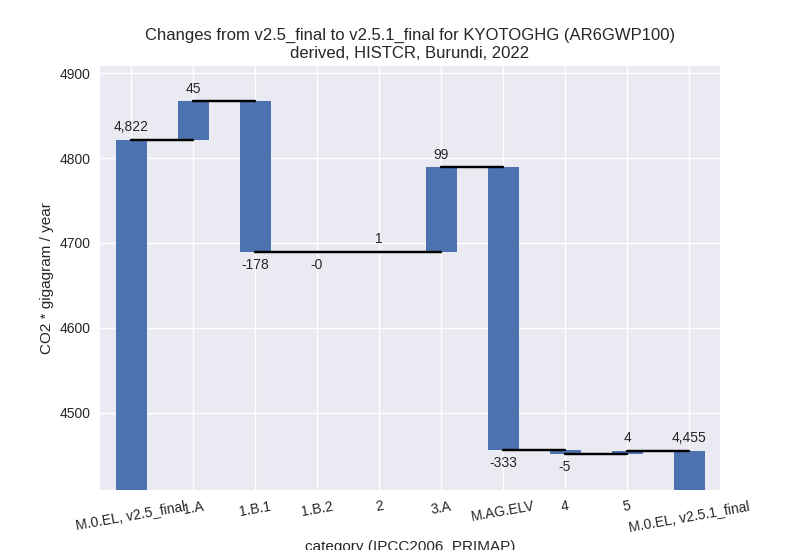 Changes from v2.5_final to v2.5.1_final for KYOTOGHG (AR6GWP100)
derived, HISTCR, Burundi, 2022
4900
4800
4700
4600
4500
CO2 * gigagram / year
4,822
45
-178
-0
1
99
-333
-5
4
4,455
M.0.EL, v2.5_final
1.A
1.B.1
1.B.2
2
3.A
M.AG.ELV
4
5
M.0.EL, v2.5.1_final
category (IPCC2006_PRIMAP)